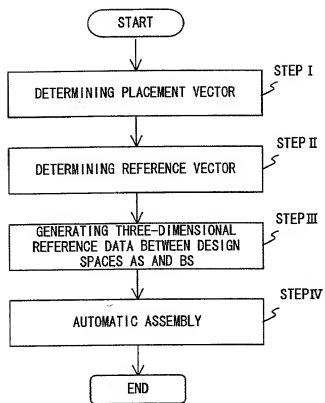 START
STEP I
DETERMINING PLACEMENT VECTOR
STEP II
DETERMINING REFERENCE VECTOR
STEP III
GENERATING THREE-DIMENSIONAL
REFERENCE DATA BETWEEN DESIGN
SPACES AS AND BS
STEP IV
AUTOMATIC ASSEMBLY
END